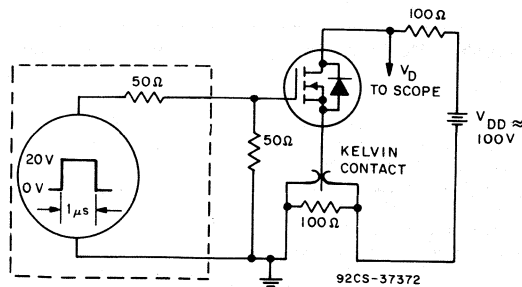 100Ω
50Ω
V_D
TO SCOPE
50Ω
V_DD ≈
100V
20V
0V
1μs
KELVIN
CONTACT
100Ω
92CS-37372